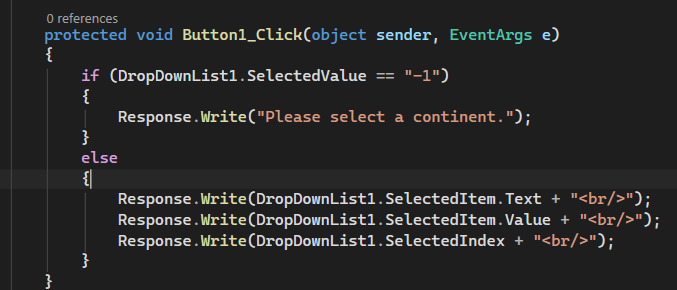 0 references
protected void Button1_Click(object sender, EventArgs e)
{
if (DropDownList1.SelectedValue == "-1")
{
Response.Write("Please select a continent.");
}
else
{
Response.Write(DropDownList1.SelectedItem.Text + "<br/>");
Response.Write(DropDownList1.SelectedItem.Value + "<br/>");
Response.Write(DropDownList1.SelectedIndex + "<br/>");
}
}